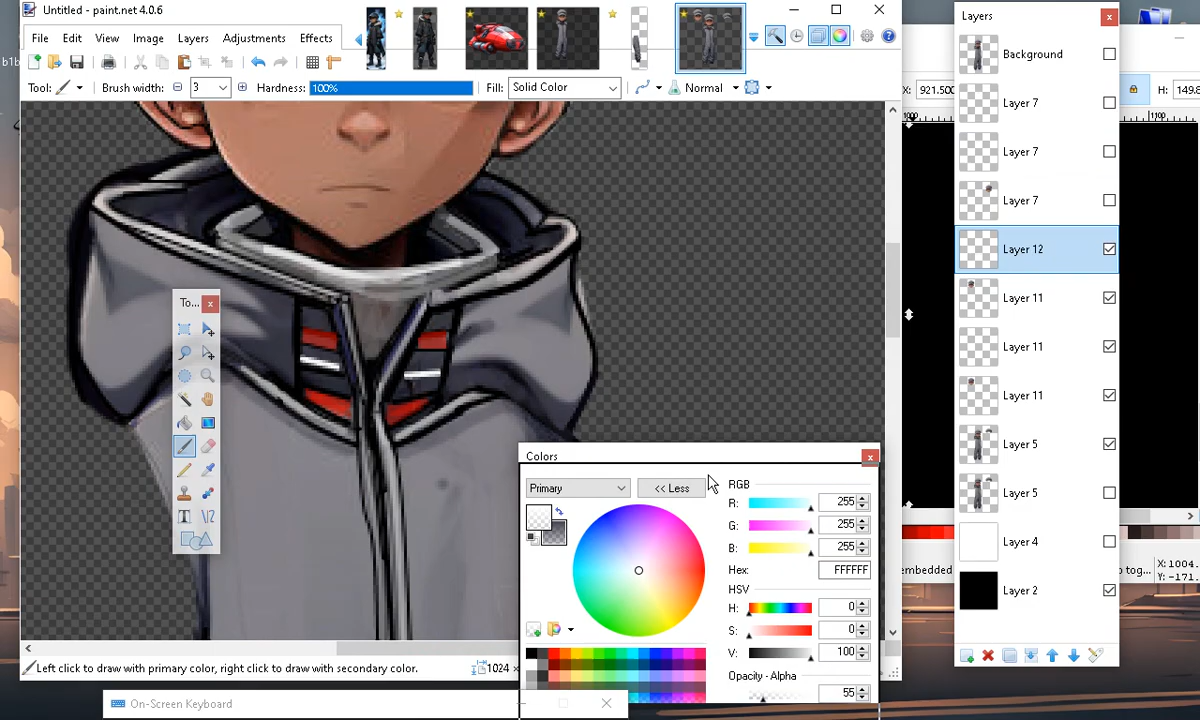 Untitled - paint.net 4.0.6
File Edit View Image Layers Adjustments Effects
Tool: Brush width: 3 Hardness: 100% Fill: Solid Color Normal
X: 921.500 H: 149.8
1100
To...
Colors
Primary << Less
RGB
R: 255
G: 255
B: 255
Hex: FFFFFF
HSV
H: 0
S: 0
V: 100
Opacity - Alpha
55
Left click to draw with primary color, right click to draw with secondary color. 1024
On-Screen Keyboard
Layers
Background
Layer 7
Layer 7
Layer 7
Layer 12
Layer 11
Layer 11
Layer 11
Layer 5
Layer 5
Layer 4
Layer 2
embedded
tog...
X: 1004.
Y: -171.